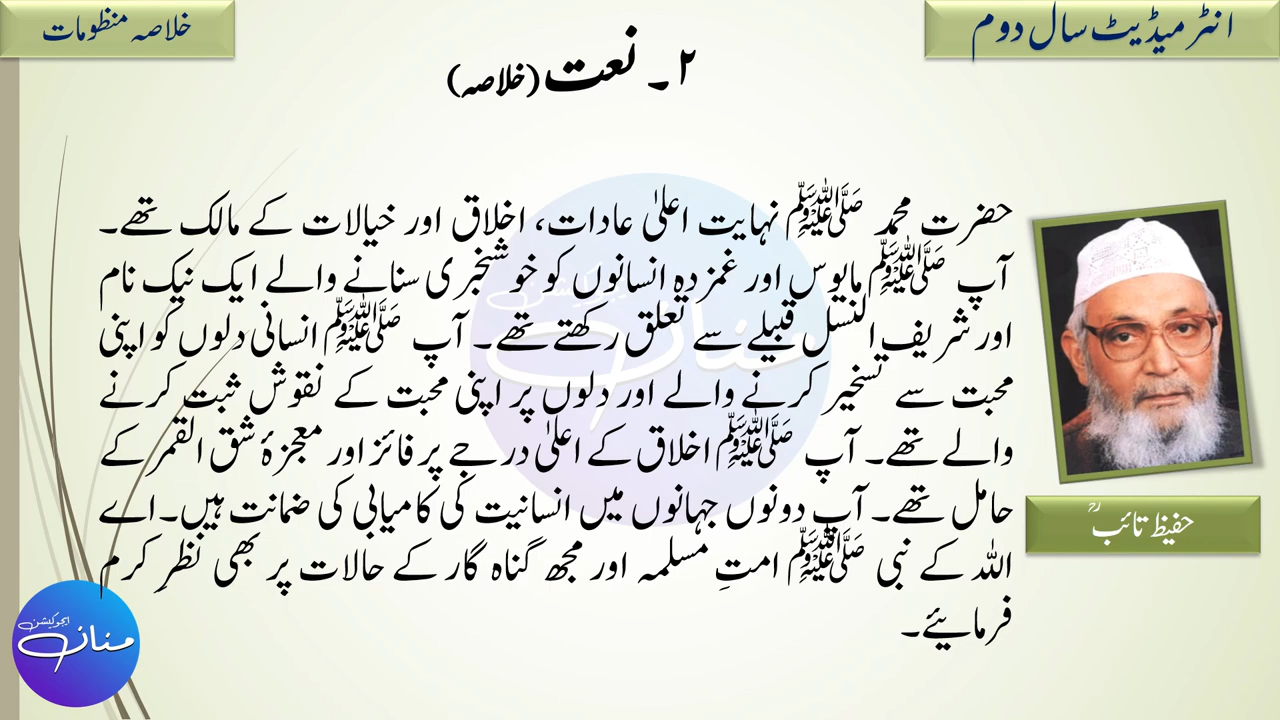 انٹرمیڈیٹ سال دوم
خلاصہ منظومات
۲۔ نعت (خلاصہ)
حضرت محمد ﷺ نہایت اعلیٰ عادات، اخلاق اور خیالات کے مالک تھے۔
آپ ﷺ مایوس اور غمزدہ انسانوں کو خوشخبری سنانے والے ایک نیک نام
اور شریف النسل قبیلے سے تعلق رکھتے تھے۔ آپ ﷺ انسانی دلوں کو اپنی
محبت سے تسخیر کرنے والے اور دلوں پر اپنی محبت کے نقوش ثبت کرنے
والے تھے۔ آپ ﷺ اخلاق کے اعلیٰ درجے پر فائز اور معجزۂ شق القمر کے
حامل تھے۔ آپ دونوں جہانوں میں انسانیت کی کامیابی کی ضمانت ہیں۔ اے
اللہ کے نبی ﷺ امتِ مسلمہ اور مجھ گناہ گار کے حالات پر بھی نظرِ کرم
فرمایئے۔
حفیظ تائبؒ
ایجوکیشن
منان